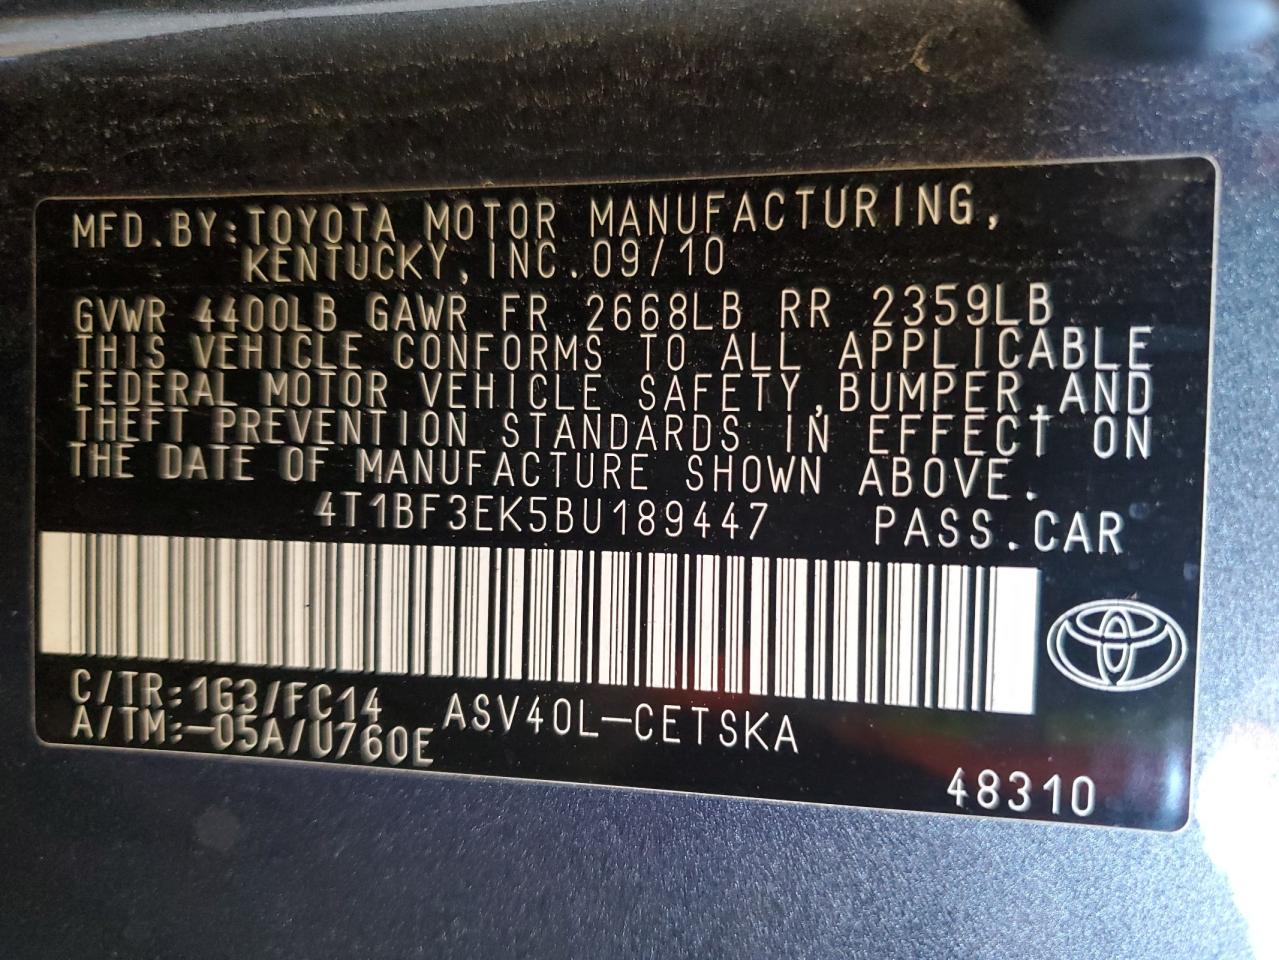 MFD.BY:TOYOTA MOTOR MANUFACTURING,
KENTUCKY,INC.09/10
GVWR 4400LB GAWR FR 2668LB RR 2359LB
THIS VEHICLE CONFORMS TO ALL APPLICABLE
FEDERAL MOTOR VEHICLE SAFETY,BUMPER,AND
THEFT PREVENTION STANDARDS IN EFFECT ON
THE DATE OF MANUFACTURE SHOWN ABOVE.
4T1BF3EK5BU189447 PASS.CAR
C/TR:1G3/FC14 ASV40L-CETSKA
A/TM:-05A/U760E
48310